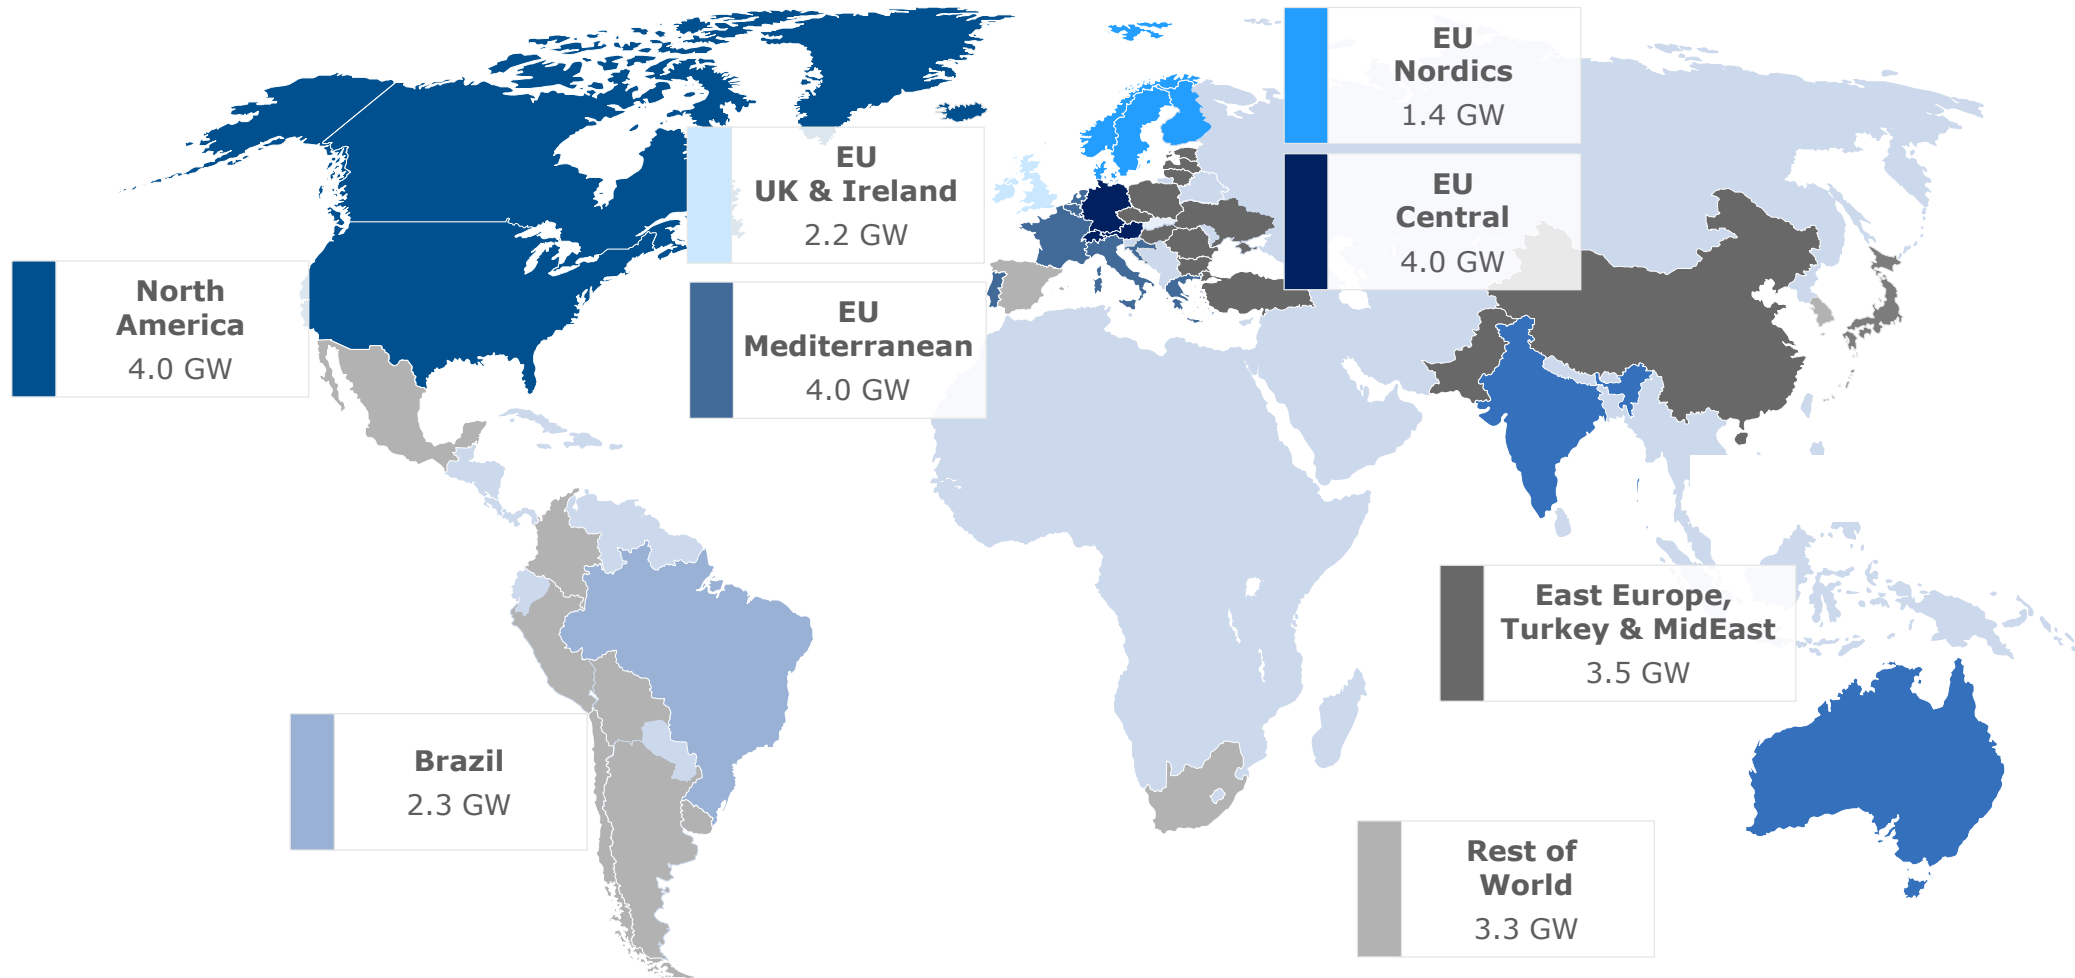 EU
Nordics
1.4 GW
EU
UK & Ireland
2.2 GW
EU
Central
4.0 GW
North
America
4.0 GW
EU
Mediterranean
4.0 GW
East Europe,
Turkey & MidEast
3.5 GW
Brazil
2.3 GW
Rest of
World
3.3 GW